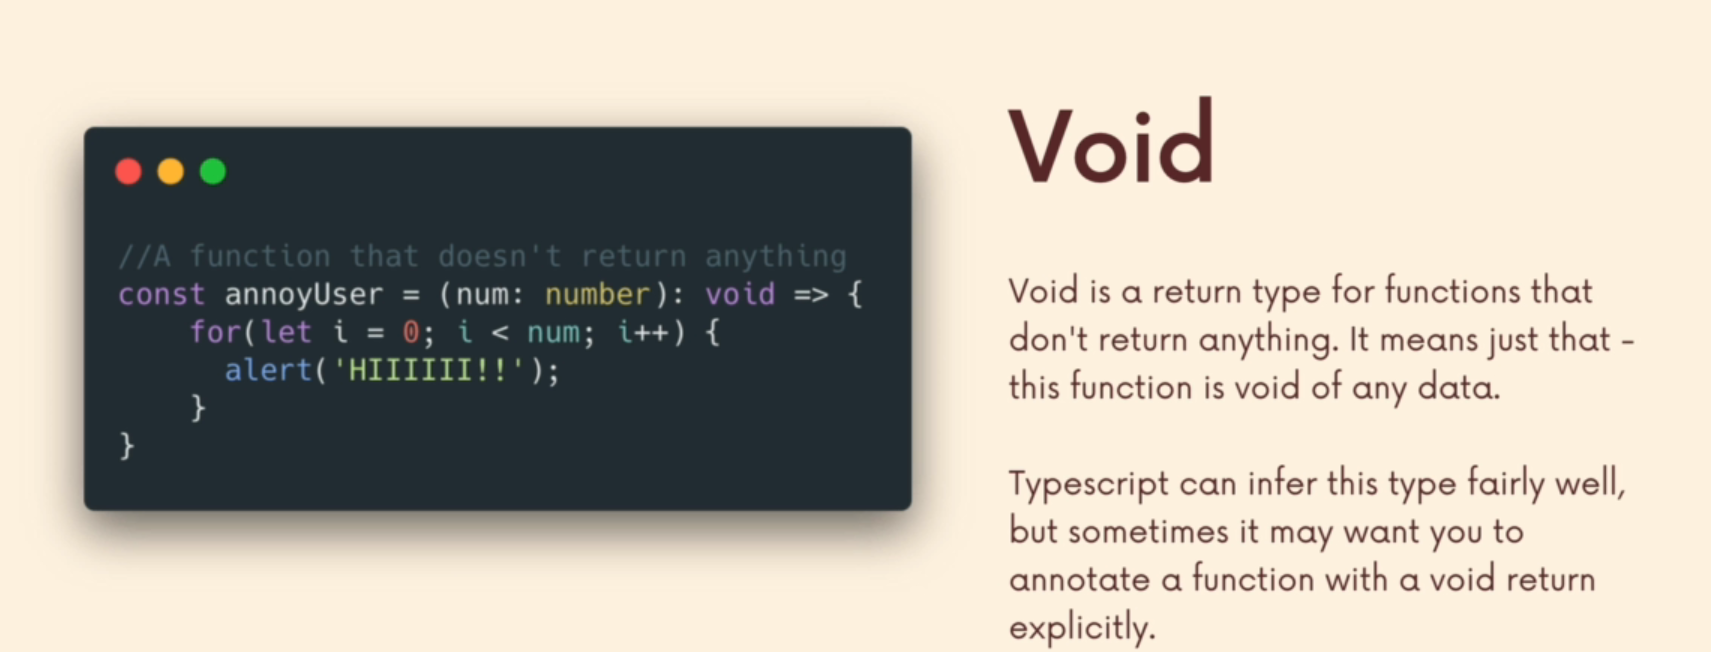 //A function that doesn't return anything
const annoyUser = (num: number): void => {
    for(let i = 0; i < num; i++) {
      alert('HIIIIII!!');
    }
}
Void
Void is a return type for functions that
don't return anything. It means just that -
this function is void of any data.
Typescript can infer this type fairly well,
but sometimes it may want you to
annotate a function with a void return
explicitly.